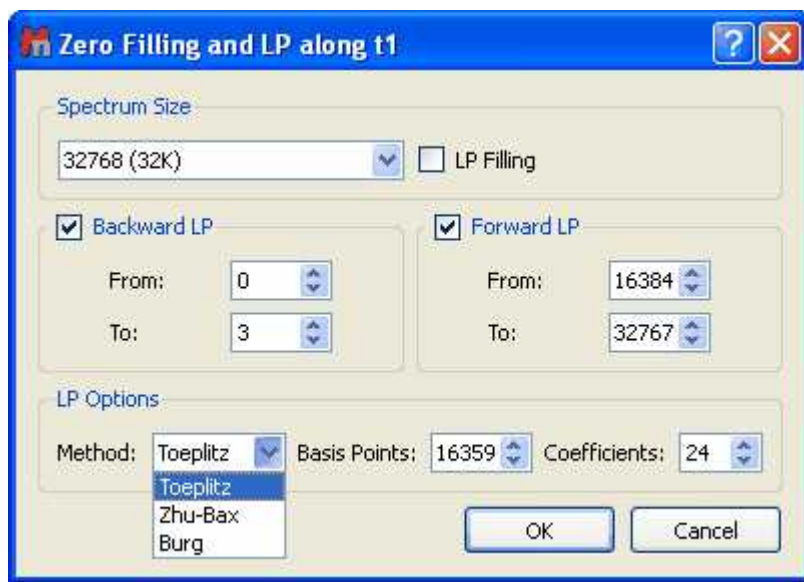 Zero Filling and LP along t1
Spectrum Size
32768 (32K) LP Filling
Backward LP Forward LP
From: 0 From: 16384
To: 3 To: 32767
LP Options
Method: Toeplitz Basis Points: 16359 Coefficients: 24
Toeplitz
Zhu-Bax
Burg
OK Cancel